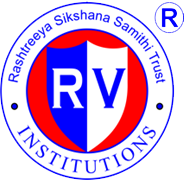 Rashtreeya Sikshana Samithi Trust
®
RV
• INSTITUTIONS •